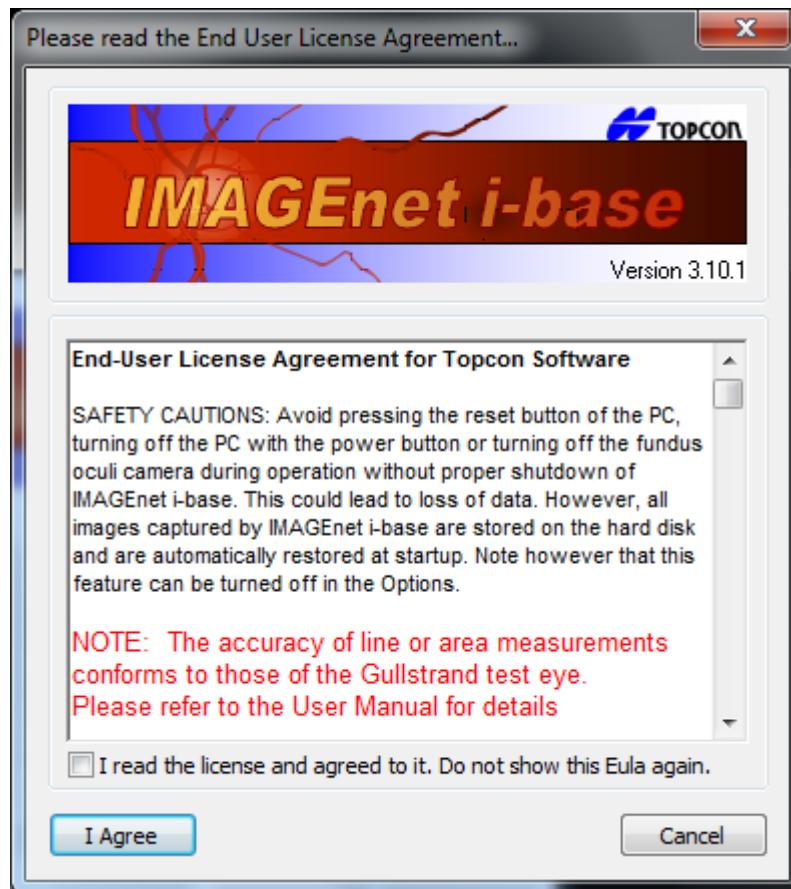 Please read the End User License Agreement...
TOPCON
IMAGEnet i-base
Version 3.10.1
End-User License Agreement for Topcon Software
SAFETY CAUTIONS: Avoid pressing the reset button of the PC,
turning off the PC with the power button or turning off the fundus
oculi camera during operation without proper shutdown of
IMAGEnet i-base. This could lead to loss of data. However, all
images captured by IMAGEnet i-base are stored on the hard disk
and are automatically restored at startup. Note however that this
feature can be turned off in the Options.
NOTE: The accuracy of line or area measurements
conforms to those of the Gullstrand test eye.
Please refer to the User Manual for details
I read the license and agreed to it. Do not show this Eula again.
I Agree
Cancel